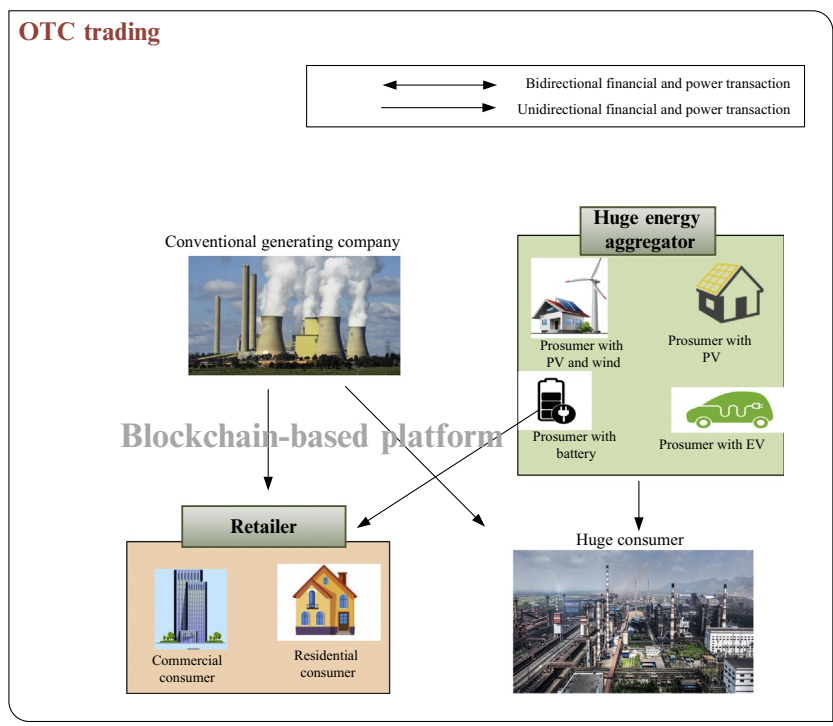 OTC trading
Bidirectional financial and power transaction
Unidirectional financial and power transaction
Conventional generating company
Huge energy
aggregator
Prosumer with
PV and wind
Prosumer with
PV
Prosumer with
battery
Prosumer with EV
Blockchain-based platform
Retailer
Commercial
consumer
Residential
consumer
Huge consumer